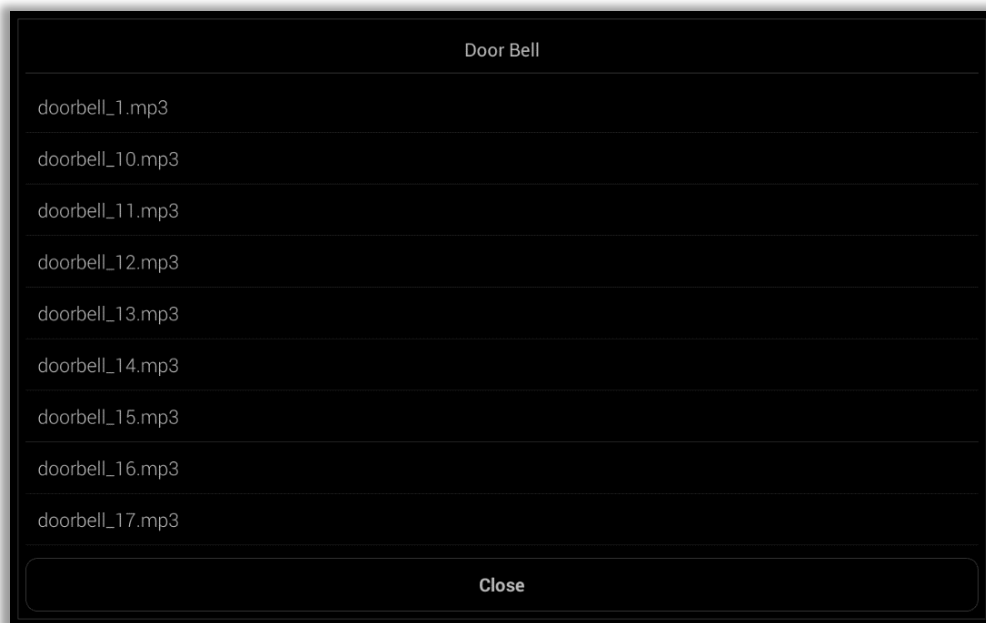 Door Bell
doorbell_1.mp3
doorbell_10.mp3
doorbell_11.mp3
doorbell_12.mp3
doorbell_13.mp3
doorbell_14.mp3
doorbell_15.mp3
doorbell_16.mp3
doorbell_17.mp3
Close